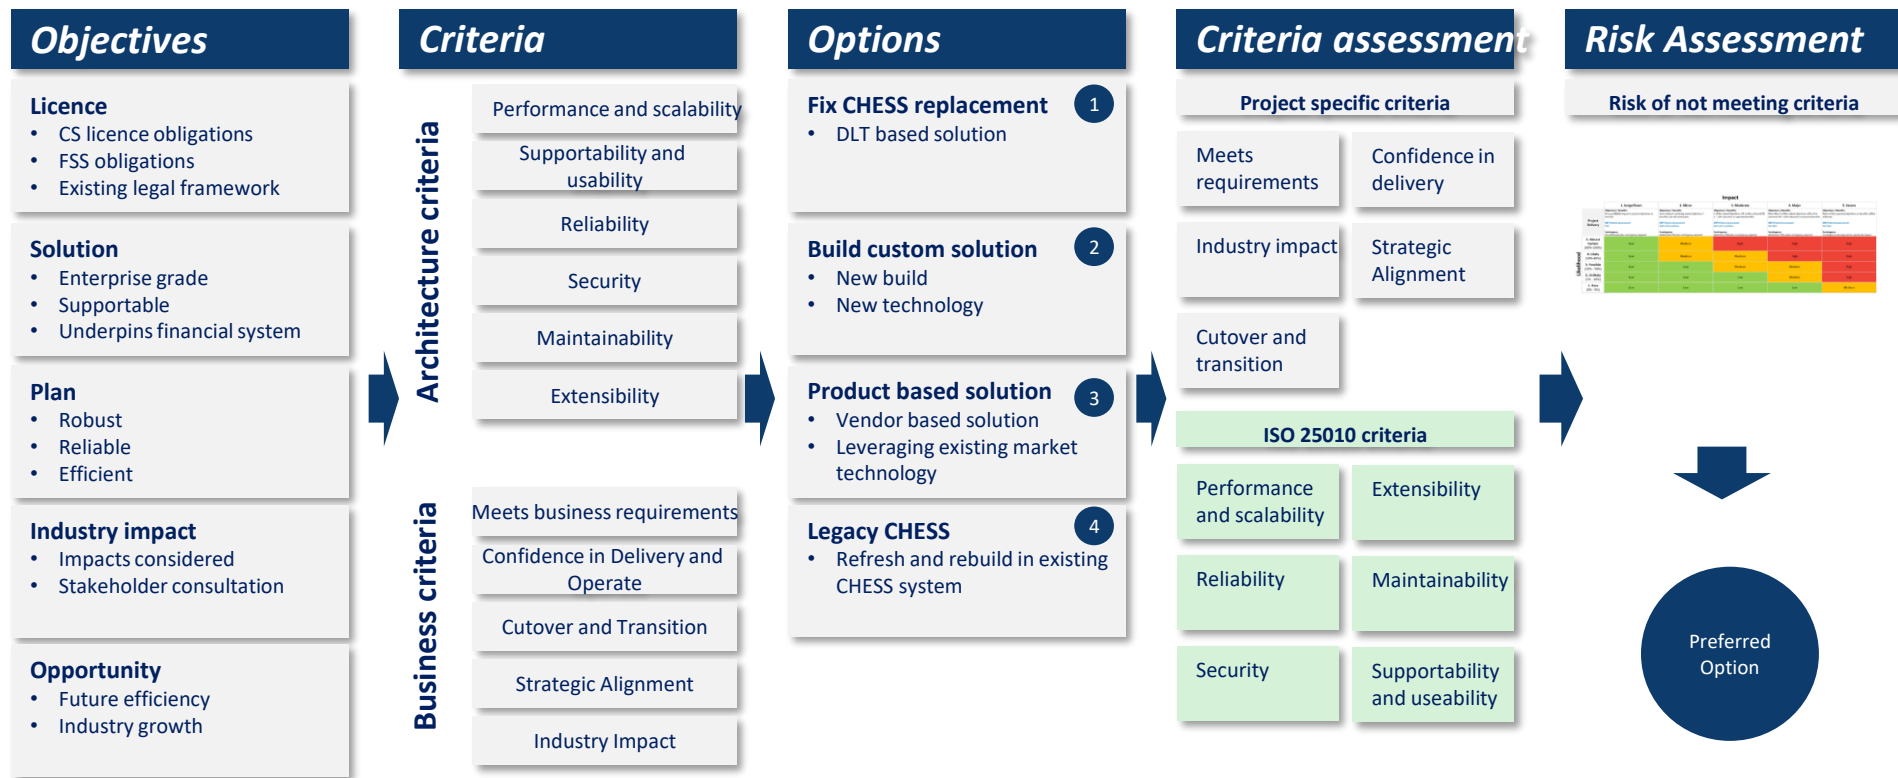 Objectives
Criteria
Options
Criteria assessment
Risk Assessment
Licence
• CS licence obligations
• FSS obligations
• Existing legal framework
Solution
• Enterprise grade
• Supportable
• Underpins financial system
Plan
• Robust
• Reliable
• Efficient
Industry impact
• Impacts considered
• Stakeholder consultation
Opportunity
• Future efficiency
• Industry growth
Architecture criteria
Performance and scalability
Supportability and
usability
Reliability
Security
Maintainability
Extensibility
Business criteria
Meets business requirements
Confidence in Delivery and
Operate
Cutover and Transition
Strategic Alignment
Industry Impact
Fix CHESS replacement
1
• DLT based solution
Build custom solution
2
• New build
• New technology
Product based solution
3
• Vendor based solution
• Leveraging existing market
technology
Legacy CHESS
4
• Refresh and rebuild in existing
CHESS system
Project specific criteria
Meets
requirements
Confidence in
delivery
Industry impact
Strategic
Alignment
Cutover and
transition
ISO 25010 criteria
Performance
and scalability
Extensibility
Reliability
Maintainability
Security
Supportability
and useability
Risk of not meeting criteria
Impact
Likelihood
Preferred
Option